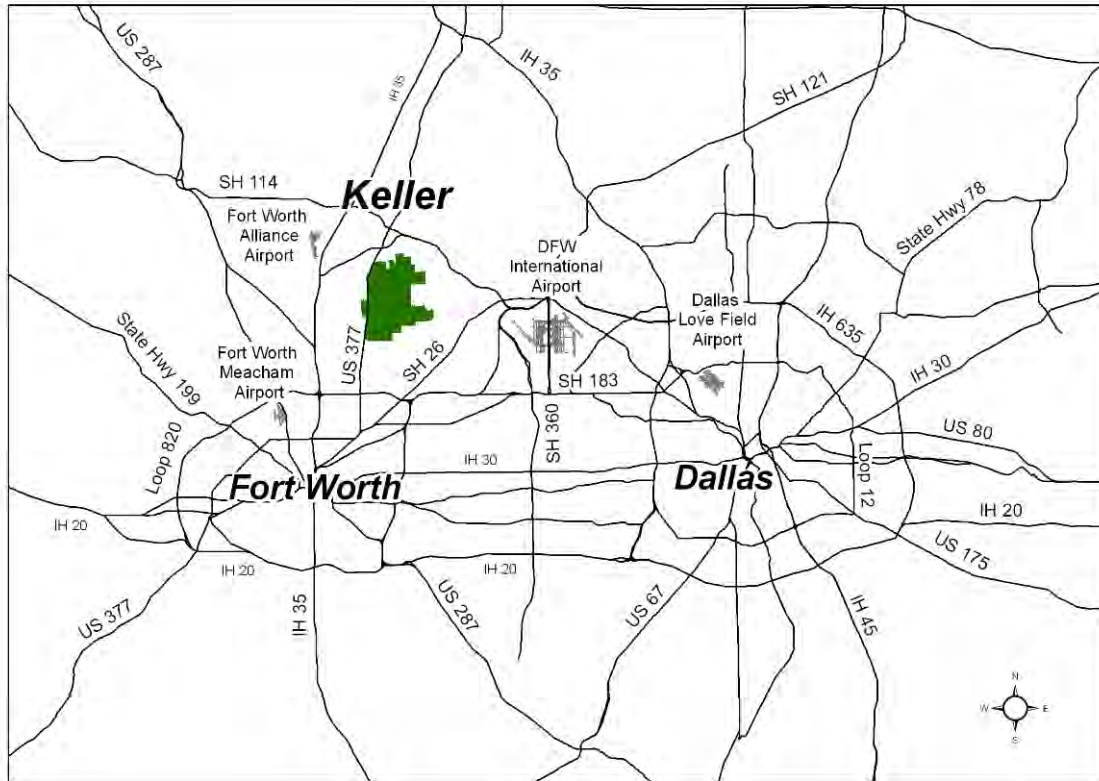 US 287
IH 35
IH 35
SH 121
SH 114
Keller
State Hwy 78
Fort Worth
Alliance
Airport
DFW
International
Airport
Dallas
Love Field
Airport
IH 635
US 377
State Hwy 199
SH 26
Fort Worth
Meacham
Airport
IH 30
SH 183
SH 360
US 80
Loop 820
IH 30
Dallas
Loop 12
Fort Worth
IH 20
IH 20
IH 20
IH 20
US 175
US 377
IH 35
US 287
US 67
IH 45
N
W
E
S